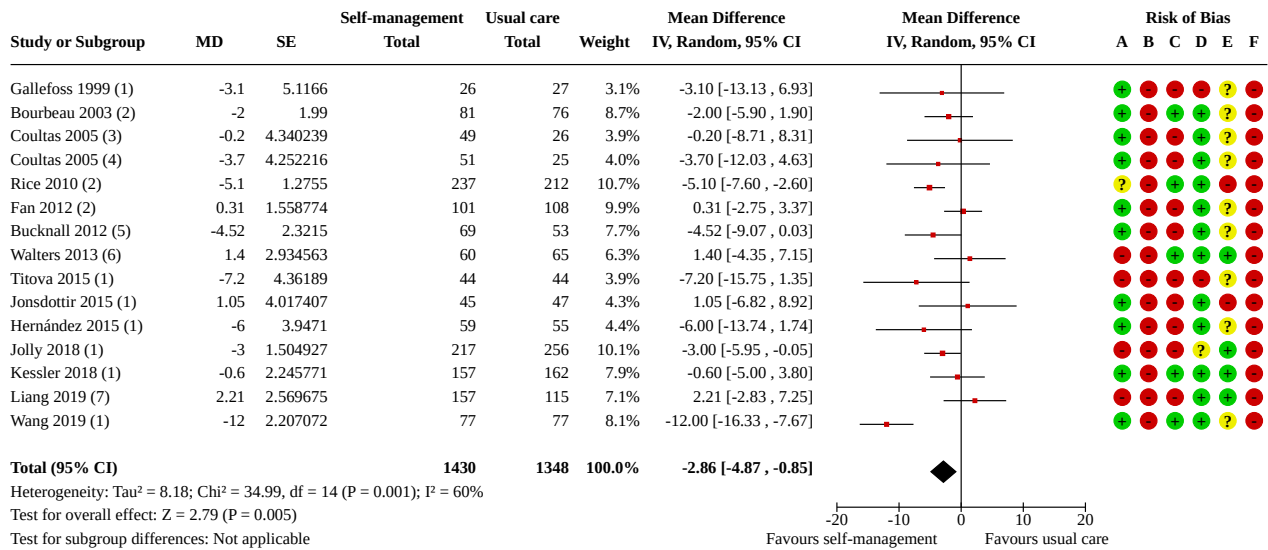 Self-management Usual care Mean Difference Mean Difference Risk of Bias
Study or Subgroup MD SE Total Total Weight IV, Random, 95% CI IV, Random, 95% CI A B C D E F
Gallefoss 1999 (1) -3.1 5.1166 26 27 3.1% -3.10 [-13.13 , 6.93] + - - - ? -
Bourbeau 2003 (2) -2 1.99 81 76 8.7% -2.00 [-5.90 , 1.90] + - + + ? -
Coultas 2005 (3) -0.2 4.340239 49 26 3.9% -0.20 [-8.71 , 8.31] + - - + ? -
Coultas 2005 (4) -3.7 4.252216 51 25 4.0% -3.70 [-12.03 , 4.63] + - - + ? -
Rice 2010 (2) -5.1 1.2755 237 212 10.7% -5.10 [-7.60 , -2.60] ? - + + - -
Fan 2012 (2) 0.31 1.558774 101 108 9.9% 0.31 [-2.75 , 3.37] + - - + ? -
Bucknall 2012 (5) -4.52 2.3215 69 53 7.7% -4.52 [-9.07 , 0.03] + - - + ? -
Walters 2013 (6) 1.4 2.934563 60 65 6.3% 1.40 [-4.35 , 7.15] - - + + + -
Titova 2015 (1) -7.2 4.36189 44 44 3.9% -7.20 [-15.75 , 1.35] - - - - ? -
Jonsdottir 2015 (1) 1.05 4.017407 45 47 4.3% 1.05 [-6.82 , 8.92] + - - + - -
Hernández 2015 (1) -6 3.9471 59 55 4.4% -6.00 [-13.74 , 1.74] + - - + ? -
Jolly 2018 (1) -3 1.504927 217 256 10.1% -3.00 [-5.95 , -0.05] - - - ? + -
Kessler 2018 (1) -0.6 2.245771 157 162 7.9% -0.60 [-5.00 , 3.80] + - + + + -
Liang 2019 (7) 2.21 2.569675 157 115 7.1% 2.21 [-2.83 , 7.25] - - - + + -
Wang 2019 (1) -12 2.207072 77 77 8.1% -12.00 [-16.33 , -7.67] + - + + ? -
Total (95% CI) 1430 1348 100.0% -2.86 [-4.87 , -0.85]
Heterogeneity: Tau² = 8.18; Chi² = 34.99, df = 14 (P = 0.001); I² = 60%
Test for overall effect: Z = 2.79 (P = 0.005)
-20 -10 0 10 20
Test for subgroup differences: Not applicable
Favours self-management Favours usual care